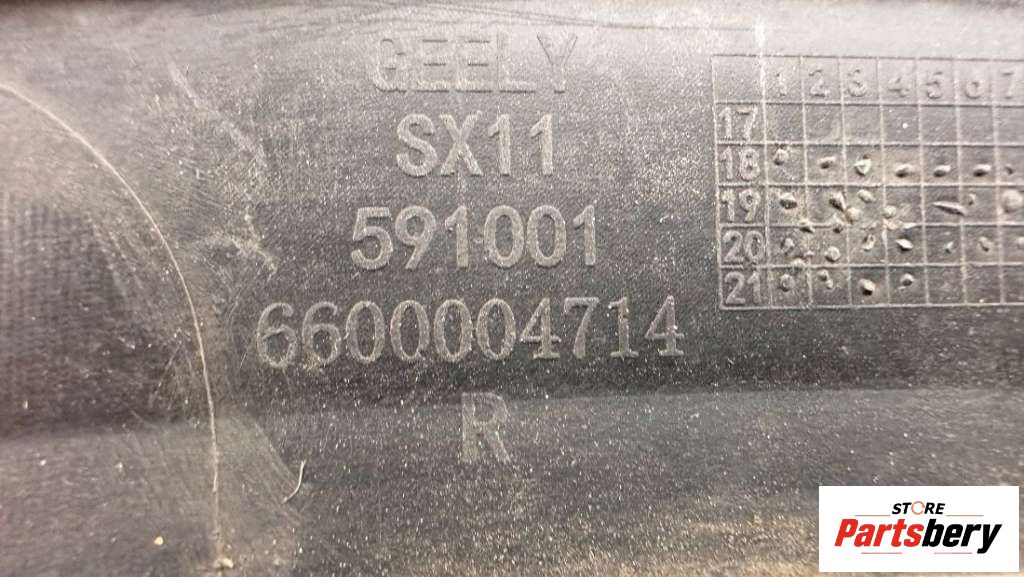 GEELY
SX11
591001
6600004714
R
1 2 3 4 5 6 7
17
18
19
20
21
STORE
Partsbery